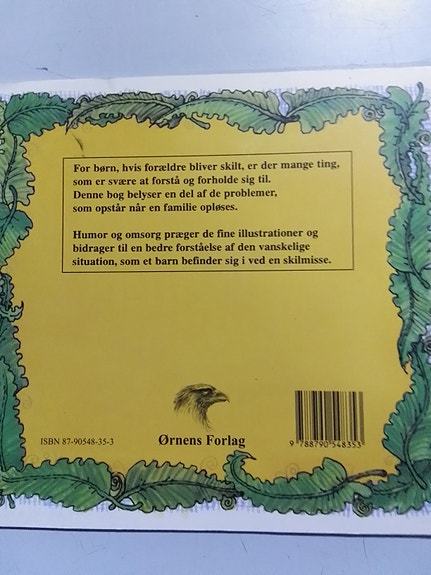 For børn, hvis forældre bliver skilt, er der mange ting,
som er svære at forstå og forholde sig til.
Denne bog belyser en del af de problemer,
som opstår når en familie opløses.
Humor og omsorg præger de fine illustrationer og
bidrager til en bedre forståelse af den vanskelige
situation, som et barn befinder sig i ved en skilmisse.
ISBN 87-90548-35-3
Ørnens Forlag
9 788790 548353